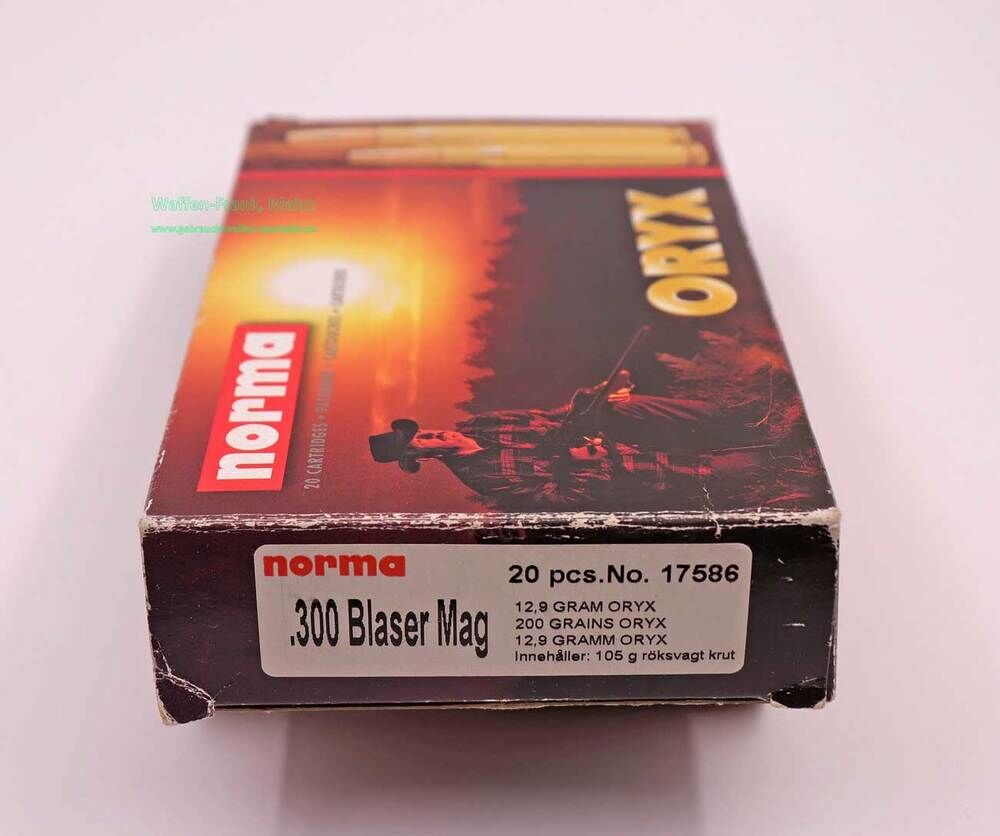 Waffen-Frank, Mainz
ORYX
norma
20 CARTRIDGES •
norma
20 pcs.No. 17586
.300 Blaser Mag
12,9 GRAM ORYX
200 GRAINS ORYX
12,9 GRAMM ORYX
Innehåller: 105 g röksvagt krut